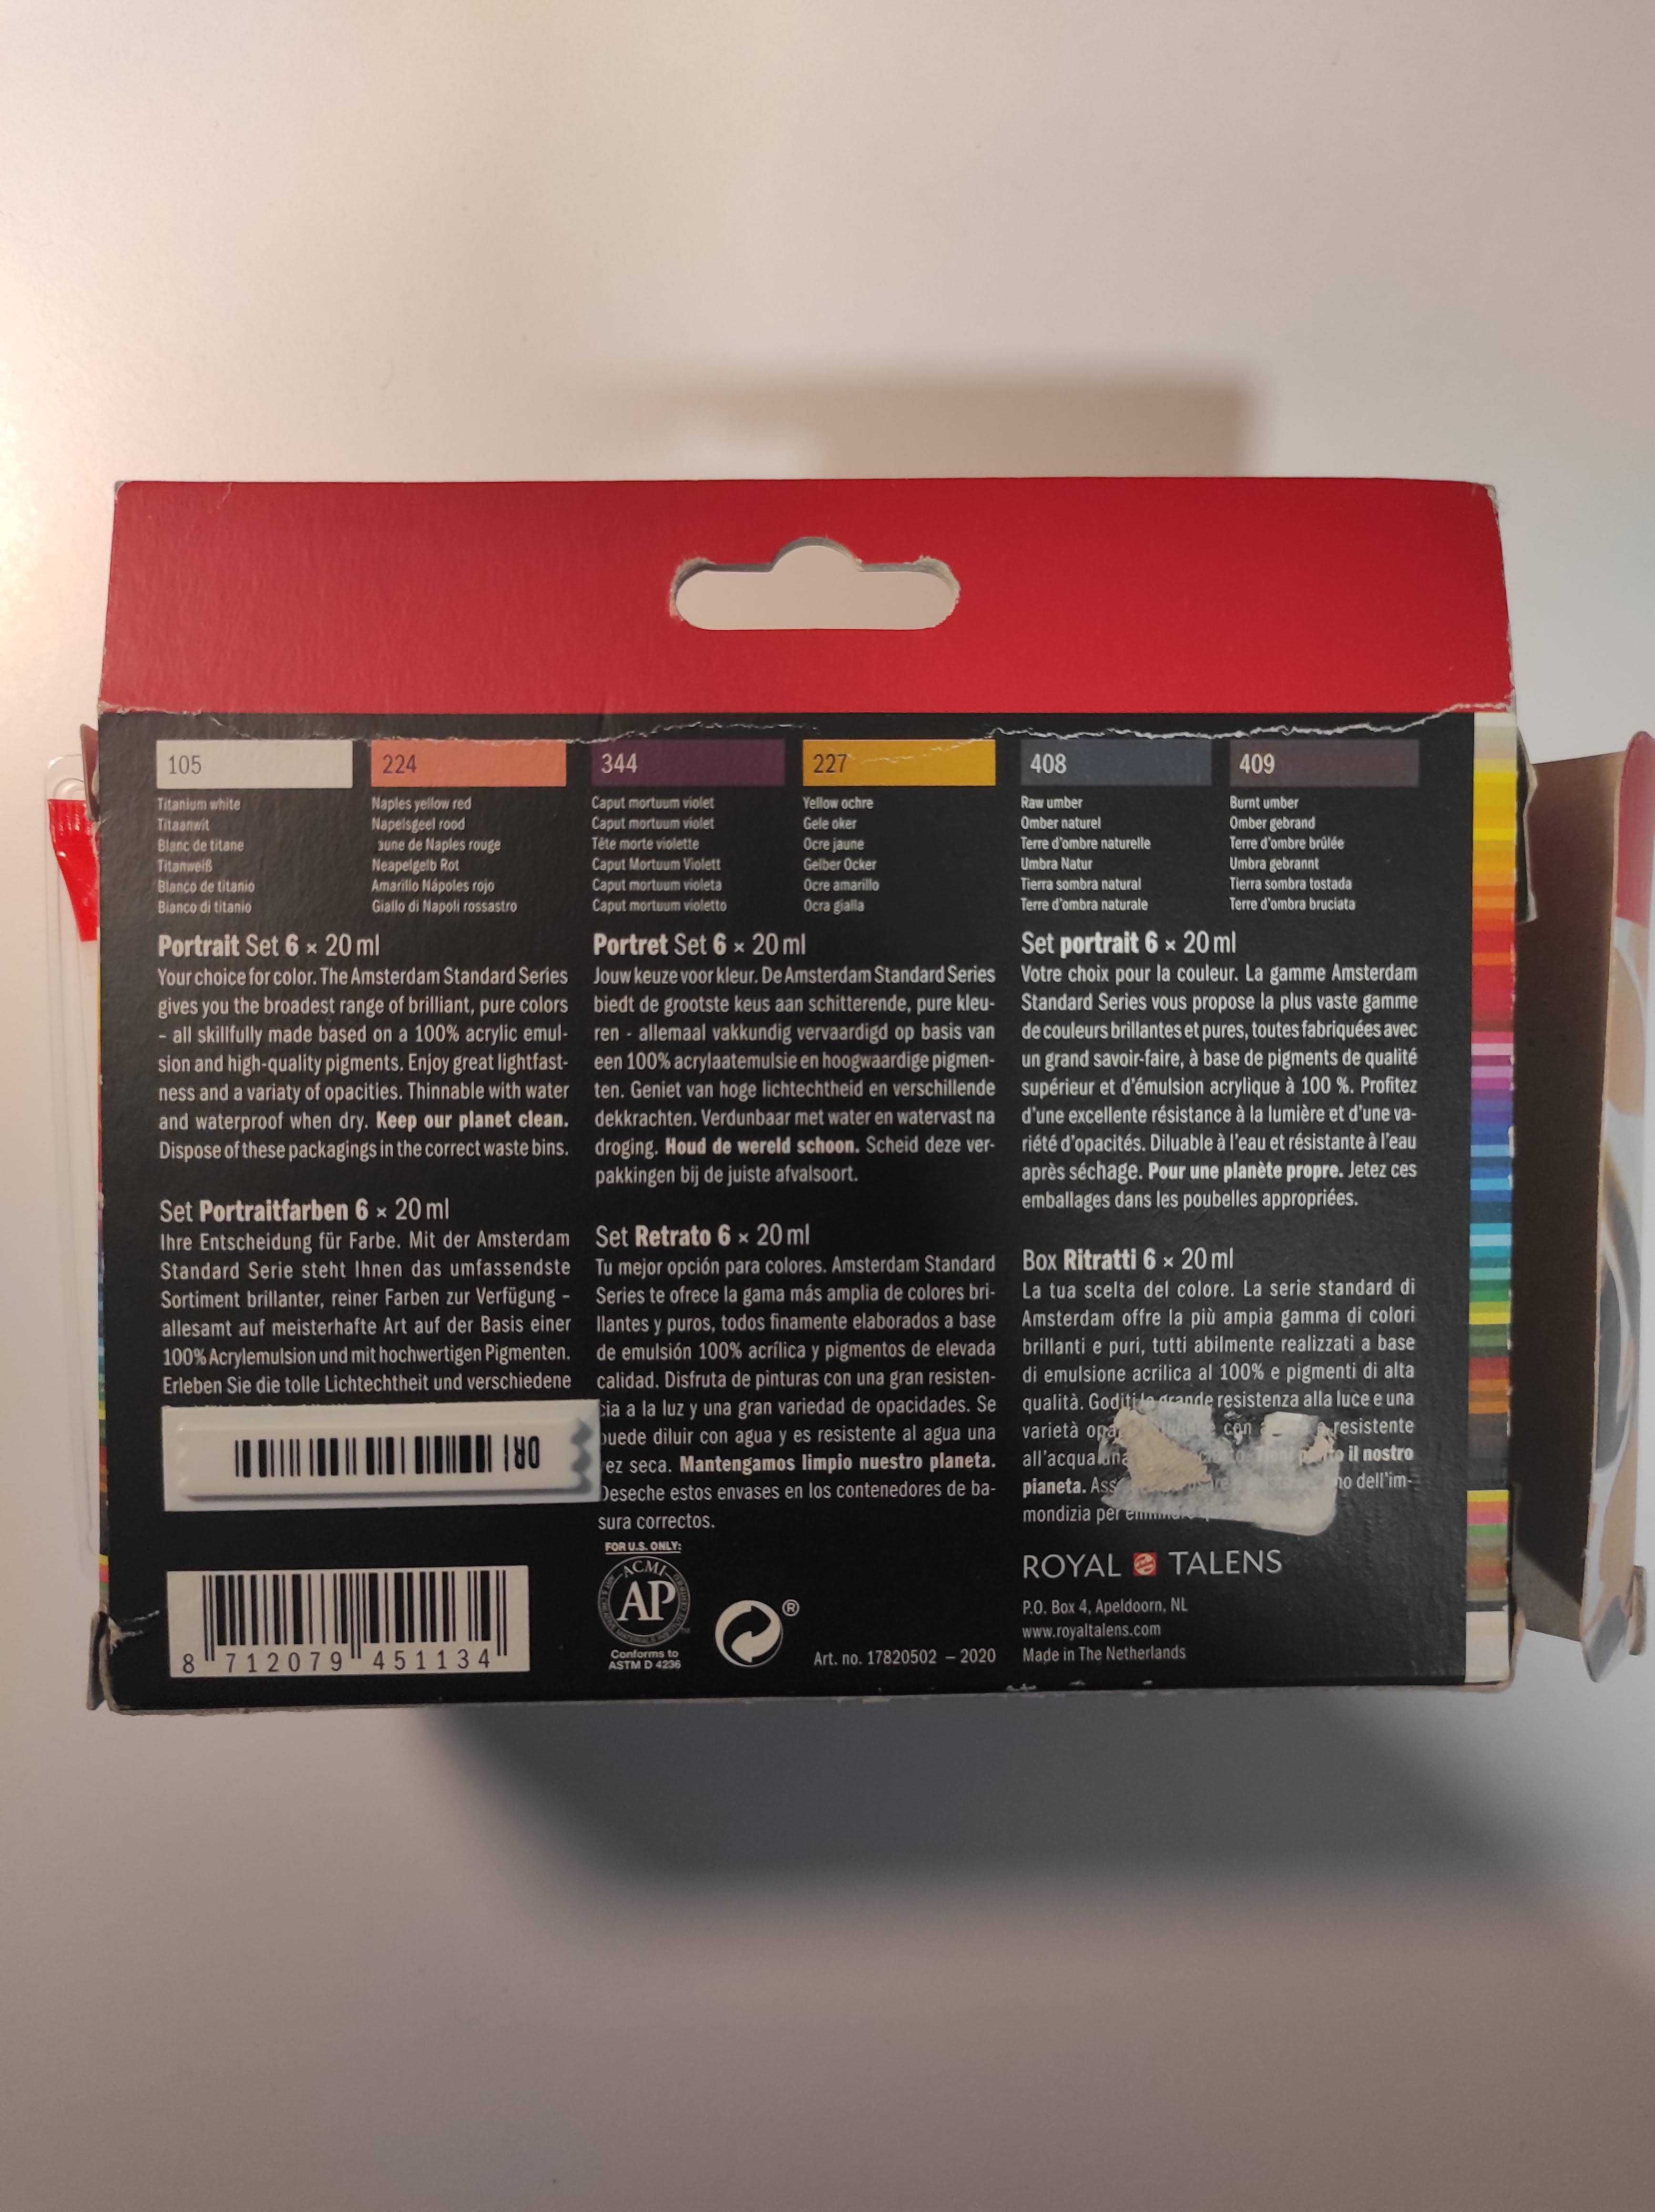 105
Titanium white
Titaanwit
Blanc de titane
Titanweiß
Blanco de titanio
Bianco di titanio
224
Naples yellow red
Napelsgeel rood
aune de Naples rouge
Neapelgelb Rot
Amarillo Nápoles rojo
Giallo di Napoli rossastro
344
Caput mortuum violet
Caput mortuum violet
Tête morte violette
Caput Mortuum Violett
Caput mortuum violeta
Caput mortuum violetto
227
Yellow ochre
Gele oker
Ocre jaune
Gelber Ocker
Ocre amarillo
Ocra gialla
408
Raw umber
Omber naturel
Terre d'ombre naturelle
Umbra Natur
Tierra sombra natural
Terre d'ombra naturale
409
Burnt umber
Omber gebrand
Terre d'ombre brûlée
Umbra gebrannt
Tierra sombra tostada
Terre d'ombra bruciata
Portrait Set 6 × 20 ml
Your choice for color. The Amsterdam Standard Series
gives you the broadest range of brilliant, pure colors
- all skillfully made based on a 100% acrylic emul-
sion and high-quality pigments. Enjoy great lightfast-
ness and a variaty of opacities. Thinnable with water
and waterproof when dry. Keep our planet clean.
Dispose of these packagings in the correct waste bins.
Set Portraitfarben 6 × 20 ml
Ihre Entscheidung für Farbe. Mit der Amsterdam
Standard Serie steht Ihnen das umfassendste
Sortiment brillanter, reiner Farben zur Verfügung –
allesamt auf meisterhafte Art auf der Basis einer
100% Acrylemulsion und mit hochwertigen Pigmenten.
Erleben Sie die tolle Lichtechtheit und verschiedene
Portret Set 6 × 20 ml
Jouw keuze voor kleur. De Amsterdam Standard Series
biedt de grootste keus aan schitterende, pure kleu-
ren - allemaal vakkundig vervaardigd op basis van
een 100% acrylaatemulsie en hoogwaardige pigmen-
ten. Geniet van hoge lichtechtheid en verschillende
dekkrachten. Verdunbaar met water en watervast na
droging. Houd de wereld schoon. Scheid deze ver-
pakkingen bij de juiste afvalsoort.
Set Retrato 6 × 20 ml
Tu mejor opción para colores. Amsterdam Standard
Series te ofrece la gama más amplia de colores bri-
llantes y puros, todos finamente elaborados a base
de emulsión 100% acrílica y pigmentos de elevada
calidad. Disfruta de pinturas con una gran resisten-
cia a la luz y una gran variedad de opacidades. Se
puede diluir con agua y es resistente al agua una
vez seca. Mantengamos limpio nuestro planeta.
Deseche estos envases en los contenedores de ba-
sura correctos.
Set portrait 6 × 20 ml
Votre choix pour la couleur. La gamme Amsterdam
Standard Series vous propose la plus vaste gamme
de couleurs brillantes et pures, toutes fabriquées avec
un grand savoir-faire, à base de pigments de qualité
supérieur et d'émulsion acrylique à 100 %. Profitez
d'une excellente résistance à la lumière et d'une va-
riété d'opacités. Diluable à l'eau et résistante à l'eau
après séchage. Pour une planète propre. Jetez ces
emballages dans les poubelles appropriées.
Box Ritratti 6 × 20 ml
La tua scelta del colore. La serie standard di
Amsterdam offre la più ampia gamma di colori
brillanti e puri, tutti abilmente realizzati a base
di emulsione acrilica al 100% e pigmenti di alta
qualità. Goditi la grande resistenza alla luce e una
varietà con resistente
all'acqua il nostro
pianeta. dell'im-
mondizia per
DR1
8 712079 451134
FOR U.S. ONLY:
ACMI
AP
Conforms to
ASTM D 4236
®
Art. no. 17820502 – 2020
ROYAL TALENS
P.O. Box 4, Apeldoorn, NL
www.royaltalens.com
Made in The Netherlands